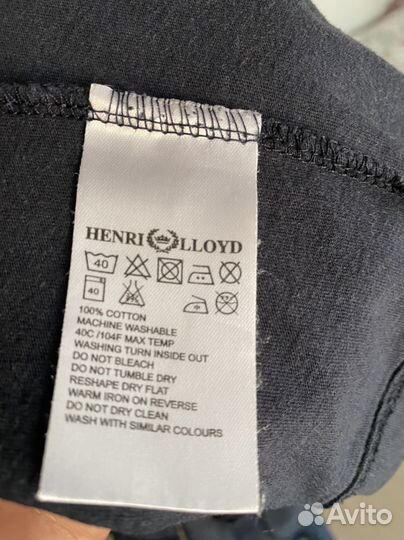 HENRI LLOYD
40
40
100% COTTON
MACHINE WASHABLE
40C /104F MAX TEMP
WASHING TURN INSIDE OUT
DO NOT BLEACH
DO NOT TUMBLE DRY
RESHAPE DRY FLAT
WARM IRON ON REVERSE
DO NOT DRY CLEAN
WASH WITH SIMILAR COLOURS
Avito